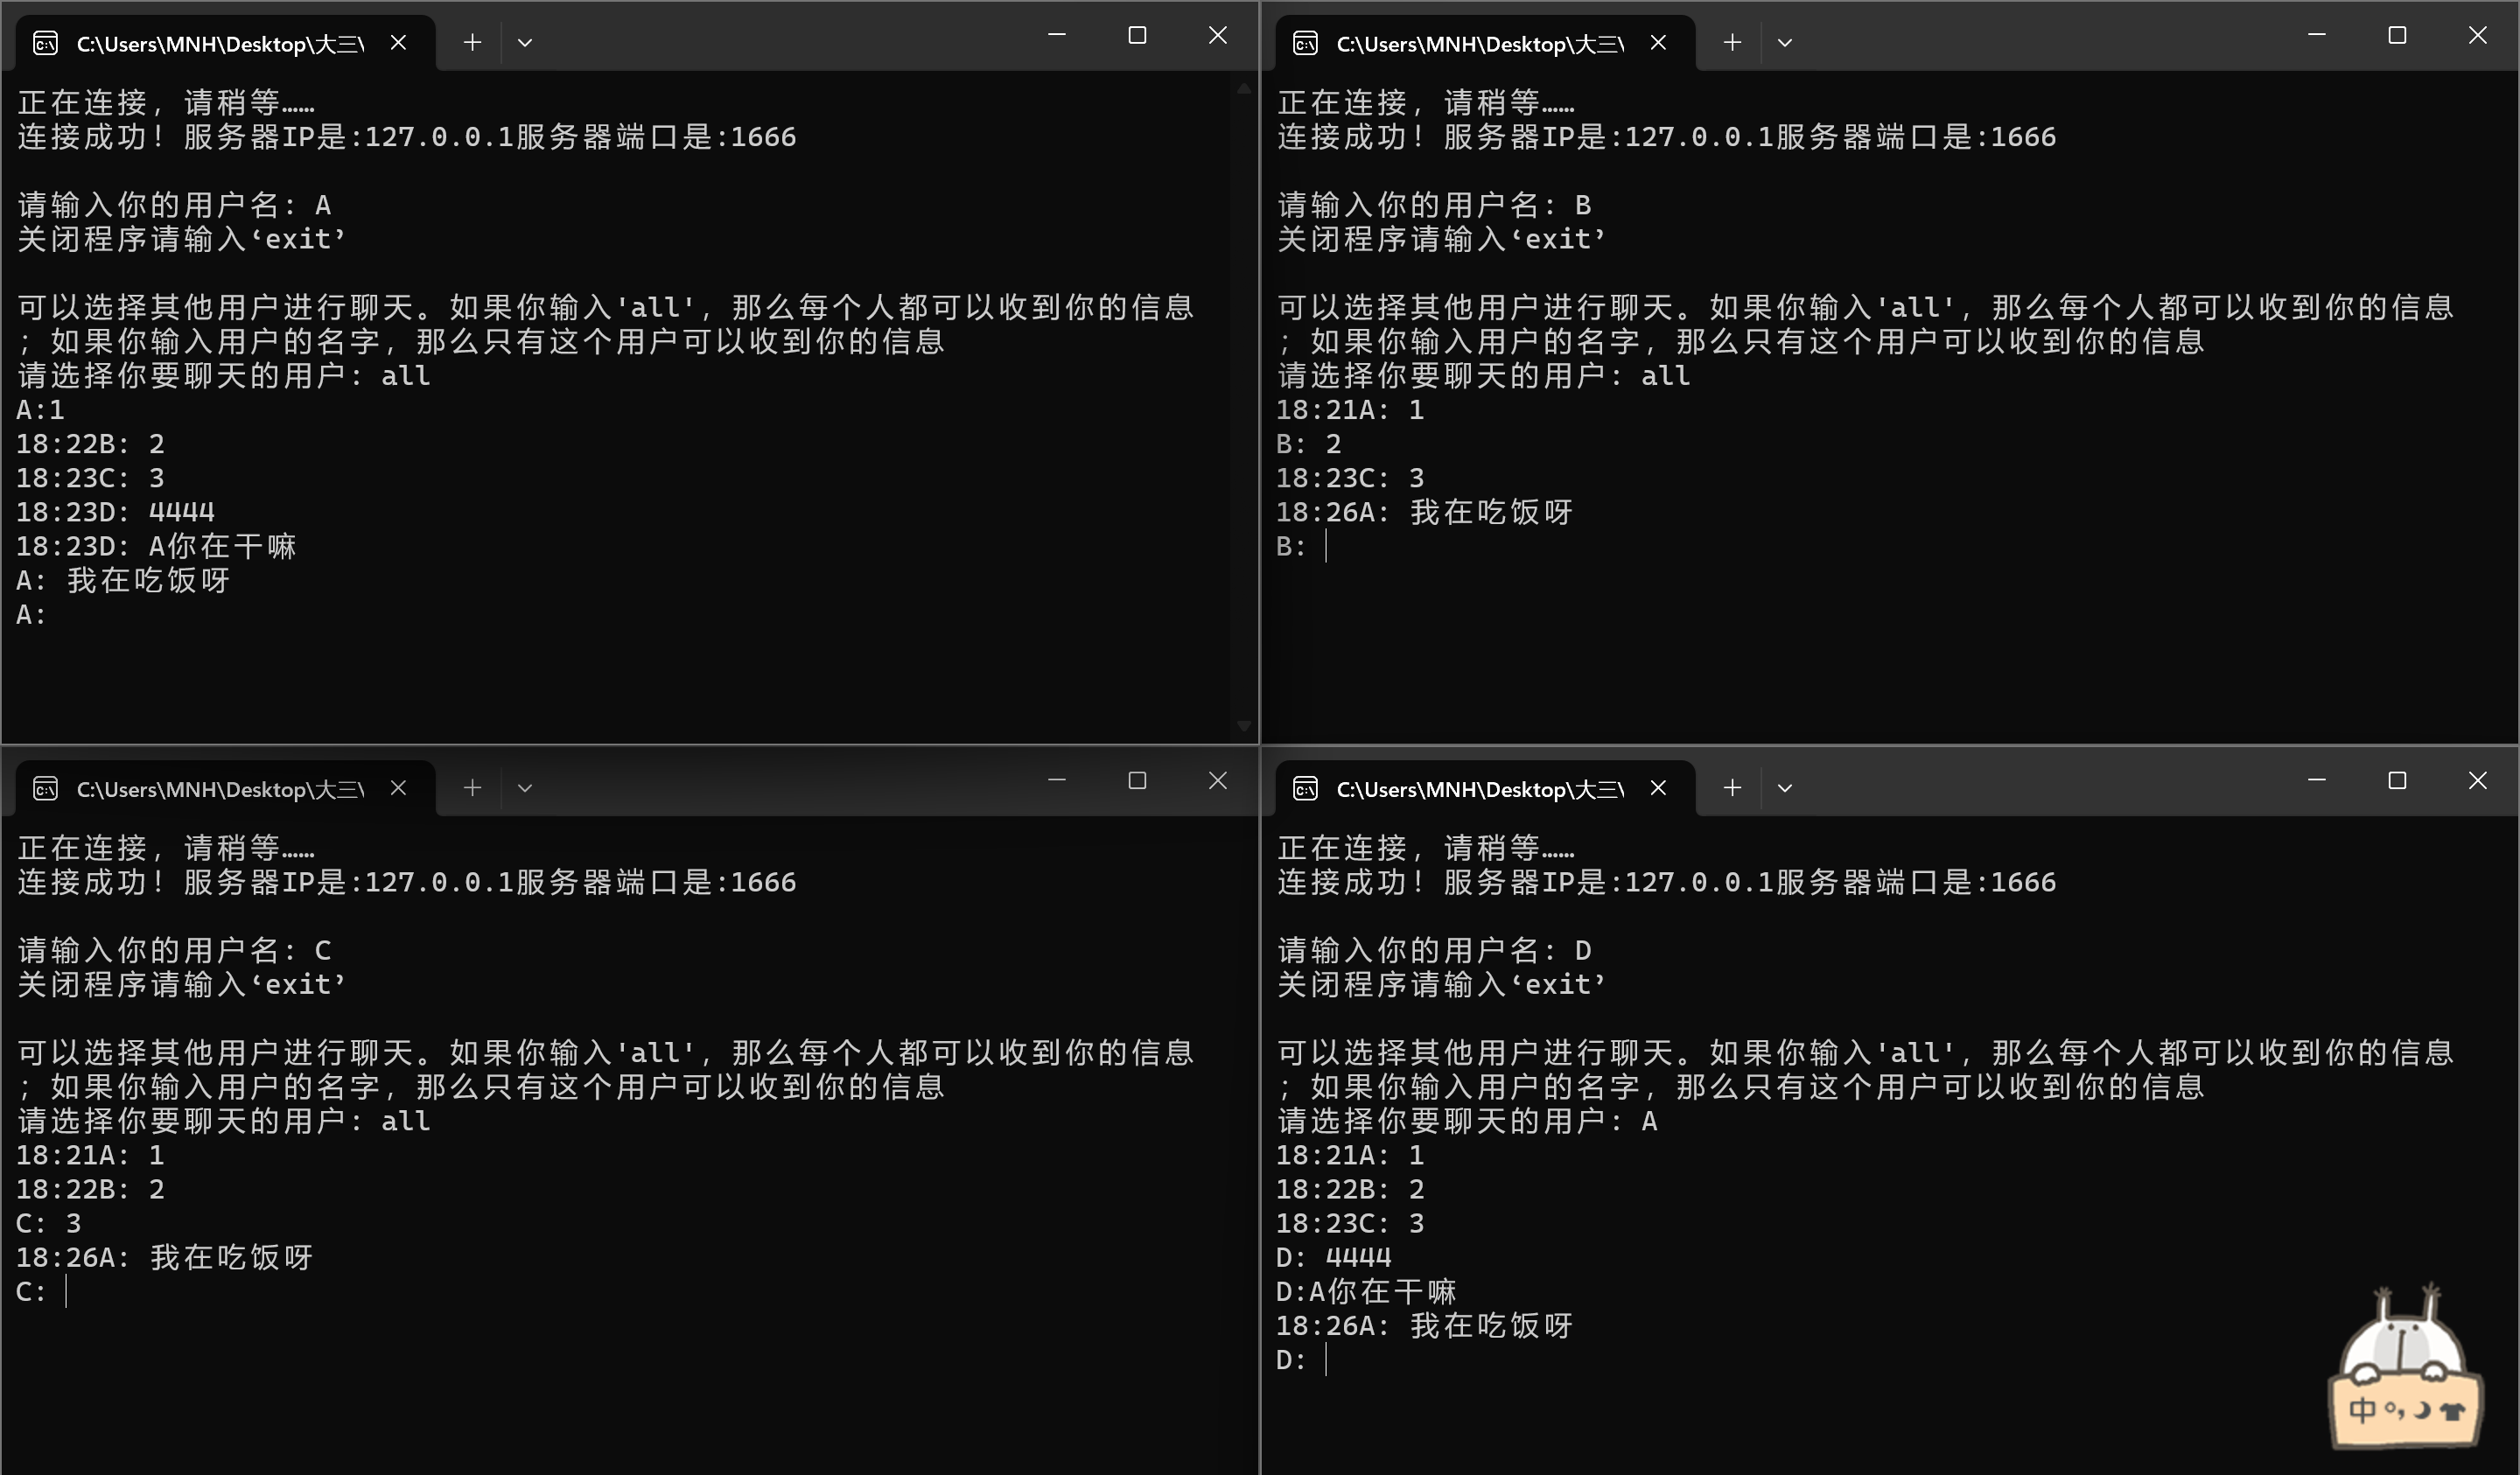 C:\Users\MNH\Desktop\大三\
正在连接，请稍等……
连接成功！服务器IP是:127.0.0.1服务器端口是:1666
请输入你的用户名：A
关闭程序请输入‘exit’
可以选择其他用户进行聊天。如果你输入'all'，那么每个人都可以收到你的信息
；如果你输入用户的名字，那么只有这个用户可以收到你的信息
请选择你要聊天的用户：all
A:1
18:22B: 2
18:23C: 3
18:23D: 4444
18:23D: A你在干嘛
A: 我在吃饭呀
A:
C:\Users\MNH\Desktop\大三\
正在连接，请稍等……
连接成功！服务器IP是:127.0.0.1服务器端口是:1666
请输入你的用户名：B
关闭程序请输入‘exit’
可以选择其他用户进行聊天。如果你输入'all'，那么每个人都可以收到你的信息
；如果你输入用户的名字，那么只有这个用户可以收到你的信息
请选择你要聊天的用户：all
18:21A: 1
B: 2
18:23C: 3
18:26A: 我在吃饭呀
B:
C:\Users\MNH\Desktop\大三\
正在连接，请稍等……
连接成功！服务器IP是:127.0.0.1服务器端口是:1666
请输入你的用户名：C
关闭程序请输入‘exit’
可以选择其他用户进行聊天。如果你输入'all'，那么每个人都可以收到你的信息
；如果你输入用户的名字，那么只有这个用户可以收到你的信息
请选择你要聊天的用户：all
18:21A: 1
18:22B: 2
C: 3
18:26A: 我在吃饭呀
C:
C:\Users\MNH\Desktop\大三\
正在连接，请稍等……
连接成功！服务器IP是:127.0.0.1服务器端口是:1666
请输入你的用户名：D
关闭程序请输入‘exit’
可以选择其他用户进行聊天。如果你输入'all'，那么每个人都可以收到你的信息
；如果你输入用户的名字，那么只有这个用户可以收到你的信息
请选择你要聊天的用户：A
18:21A: 1
18:22B: 2
18:23C: 3
D: 4444
D:A你在干嘛
18:26A: 我在吃饭呀
D:
中